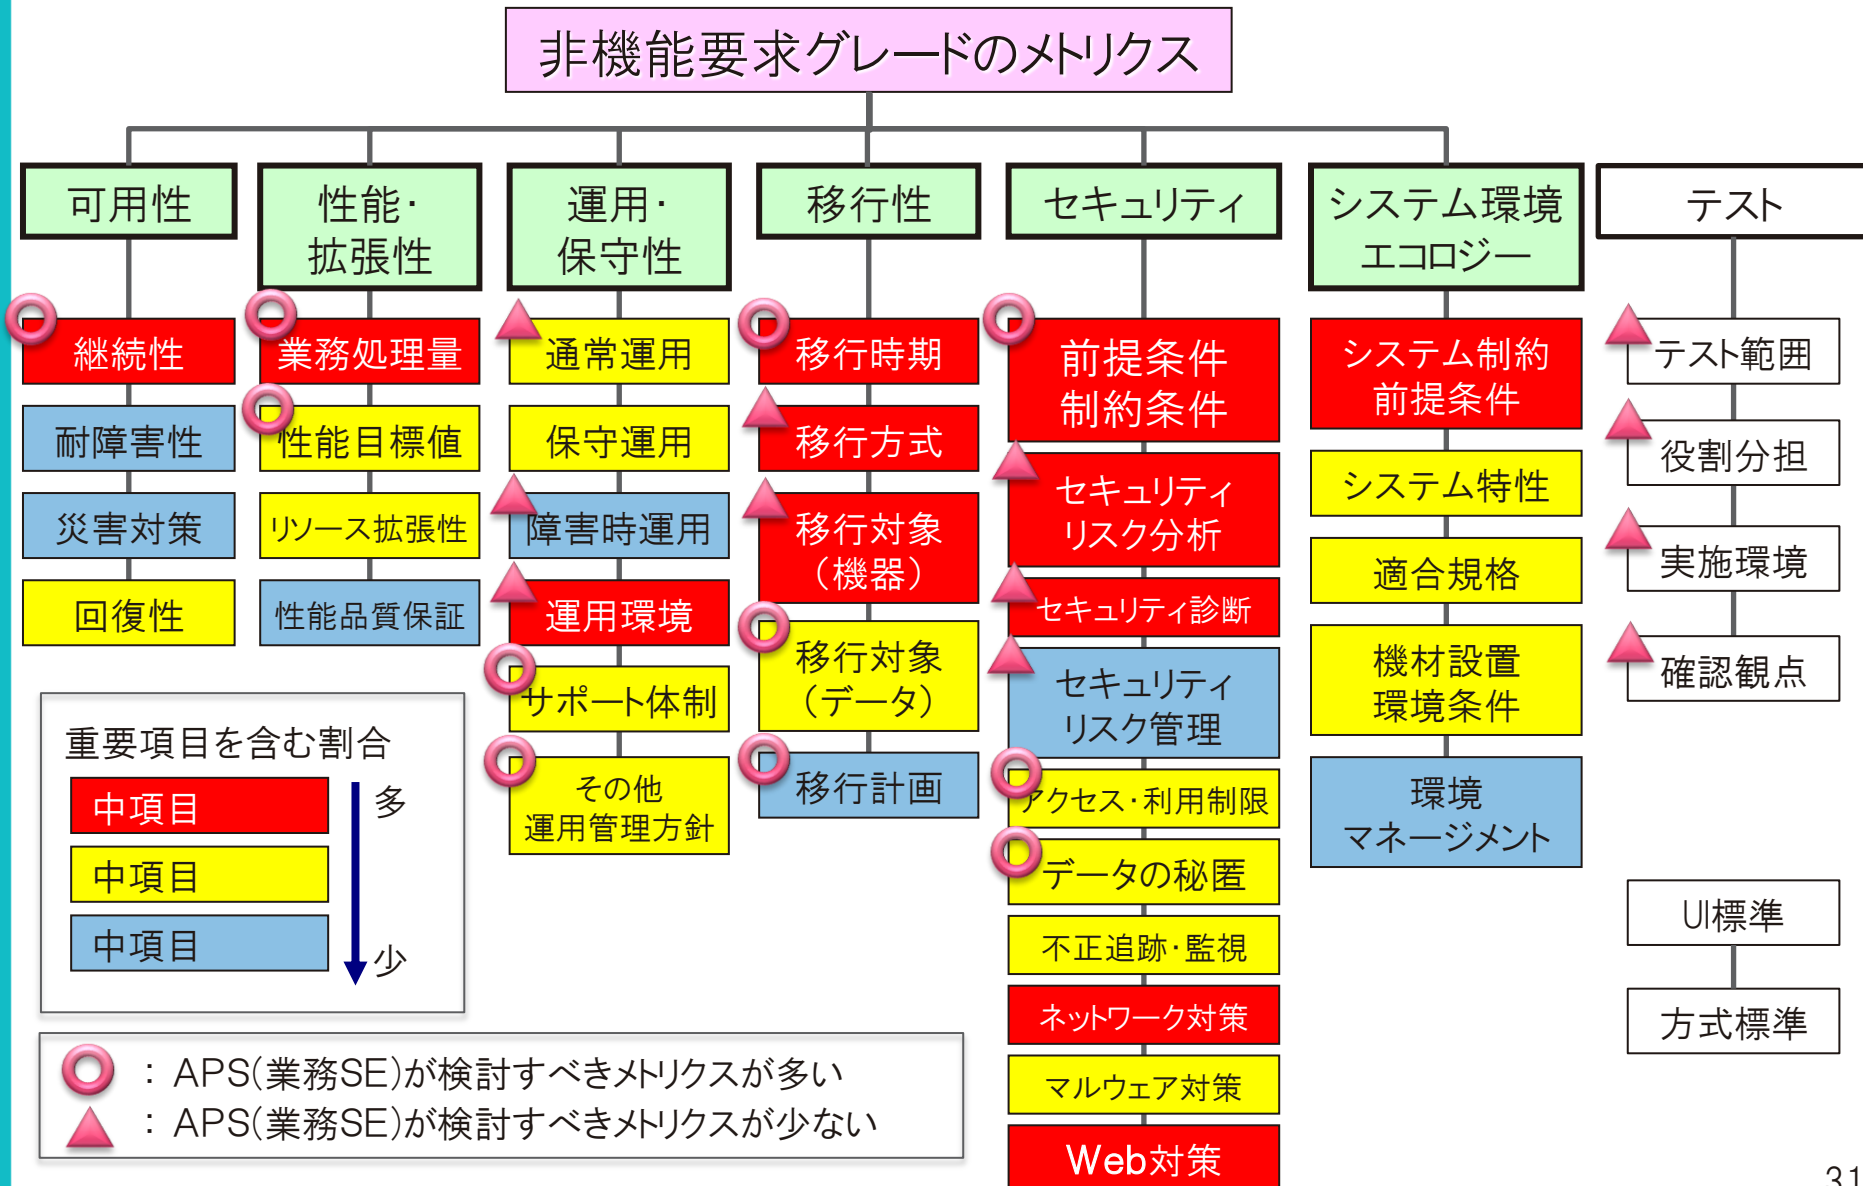 非機能要求グレードのメトリクス
可用性
継続性
耐障害性
災害対策
回復性
性能・
拡張性
業務処理量
性能目標値
リソース拡張性
性能品質保証
運用・
保守性
通常運用
保守運用
障害時運用
運用環境
サポート体制
その他
運用管理方針
移行性
移行時期
移行方式
移行対象
（機器）
移行対象
（データ）
移行計画
セキュリティ
前提条件
制約条件
セキュリティ
リスク分析
セキュリティ診断
セキュリティ
リスク管理
アクセス・利用制限
データの秘匿
不正追跡・監視
ネットワーク対策
マルウェア対策
Web対策
システム環境
エコロジー
システム制約
前提条件
システム特性
適合規格
機材設置
環境条件
環境
マネージメント
テスト
テスト範囲
役割分担
実施環境
確認観点
UI標準
方式標準
重要項目を含む割合
中項目
中項目
中項目
多
少
：APS(業務SE)が検討すべきメトリクスが多い
：APS(業務SE)が検討すべきメトリクスが少ない
31